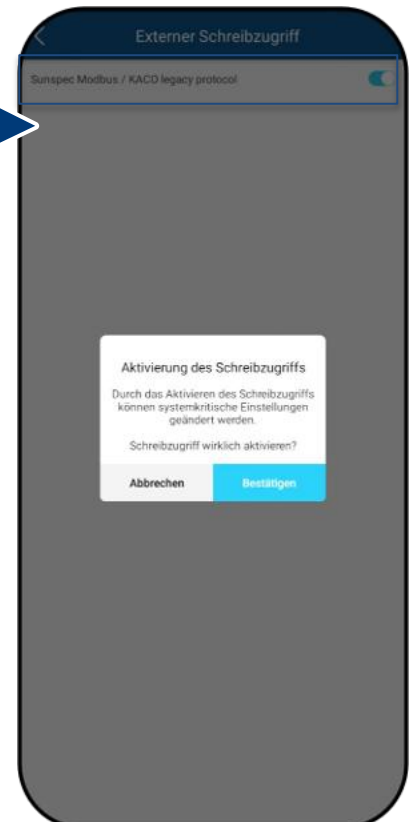 Externer Schreibzugriff
Sunspec Modbus / KACO legacy protocol
Aktivierung des Schreibzugriffs
Durch das Aktivieren des Schreibzugriffs
können systemkritische Einstellungen
geändert werden.
Schreibzugriff wirklich aktivieren?
Abbrechen
Bestätigen